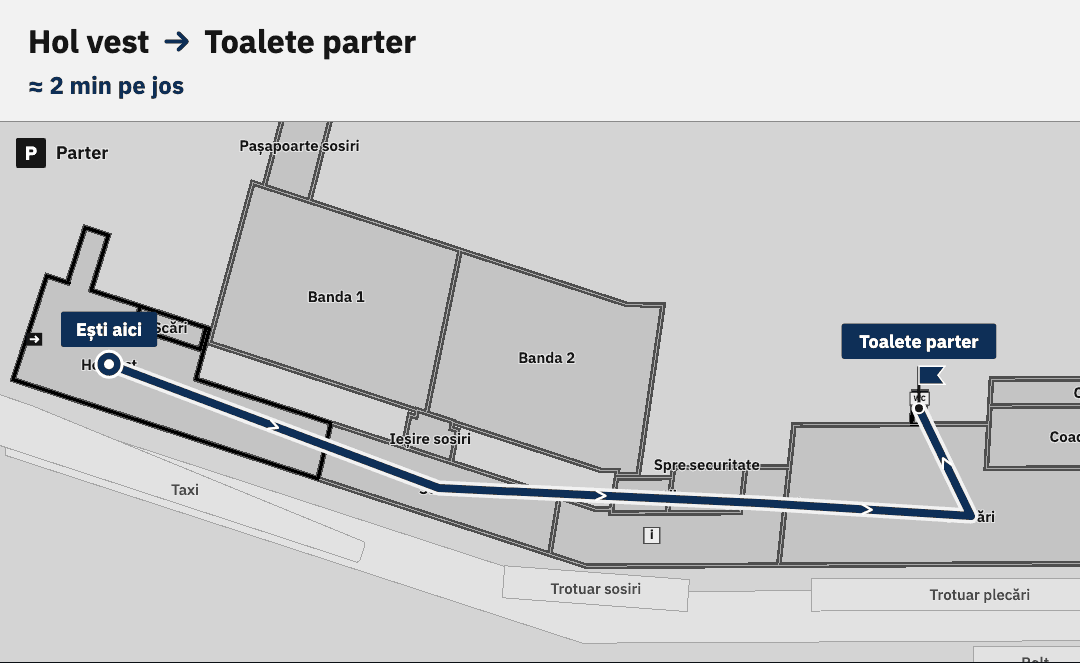 Hol vest → Toalete parter
≈ 2 min pe jos
P Parter
Pașapoarte sosiri
Banda 1
Banda 2
Ești aici
Scări
Toalete parter
WC
Ieșire sosiri
Spre securitate
Taxi
i
Trotuar sosiri
Trotuar plecări